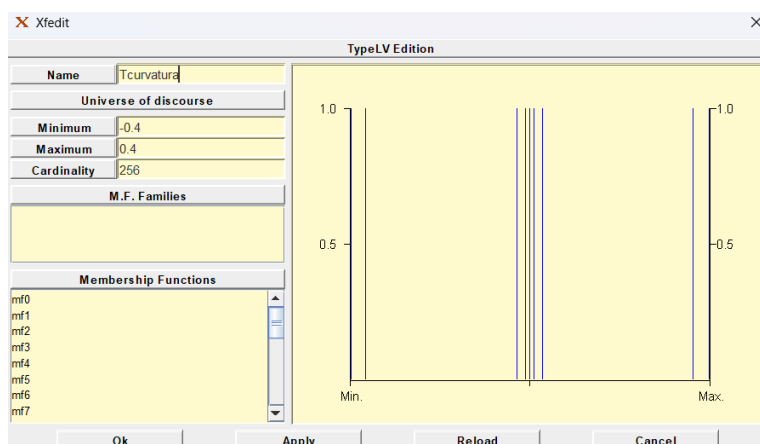 Xfedit
TypeLV Edition
Name Tcurvatura
Universe of discourse
Minimum -0.4
Maximum 0.4
Cardinality 256
M.F. Families
Membership Functions
mf0
mf1
mf2
mf3
mf4
mf5
mf6
mf7
1.0 1.0
0.5 0.5
Min. Max.
Ok Apply Reload Cancel